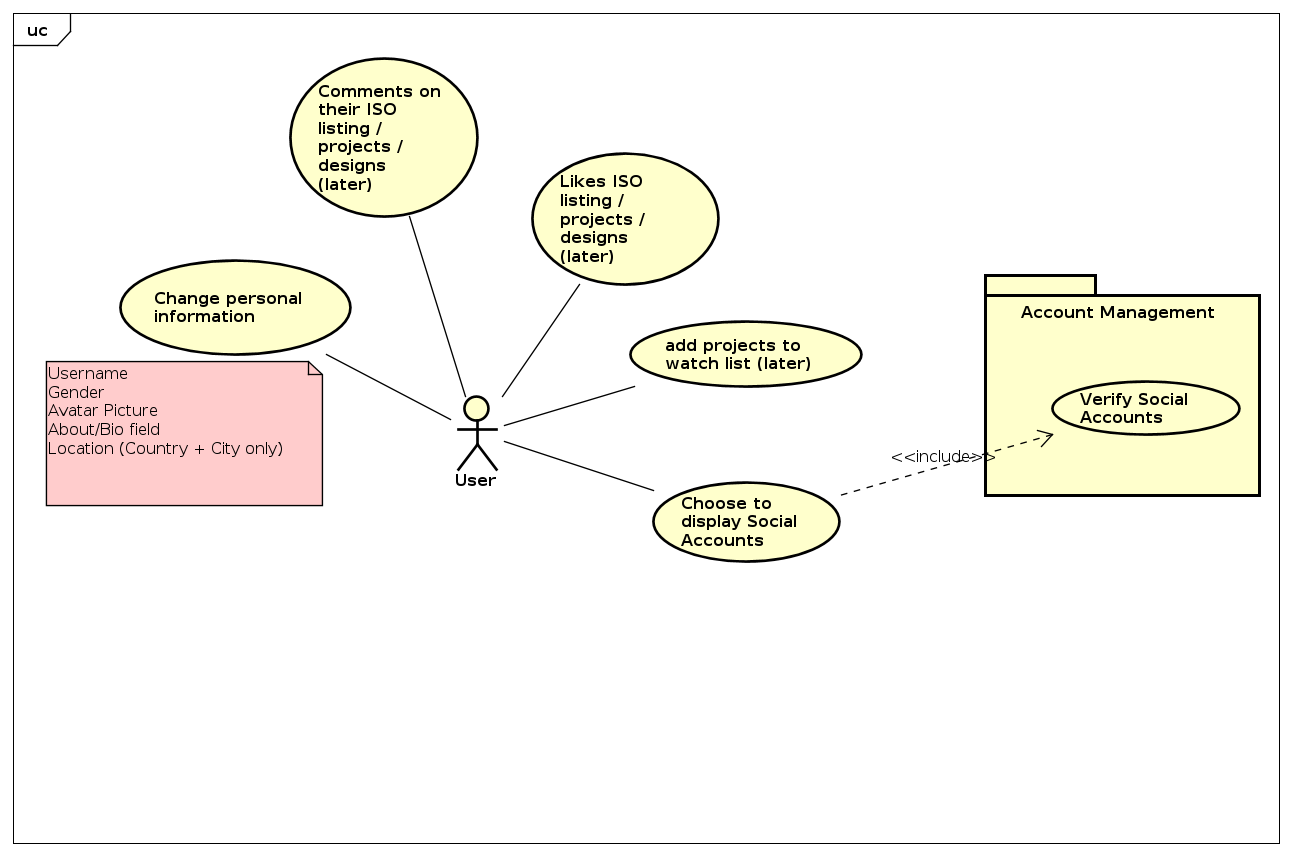 uc
Comments on
their ISO
listing /
projects /
designs
(later)
Likes ISO
listing /
projects /
designs
(later)
Change personal
information
Username
Gender
Avatar Picture
About/Bio field
Location (Country + City only)
add projects to
watch list (later)
Account Management
Verify Social
Accounts
<<include>>
User
Choose to
display Social
Accounts